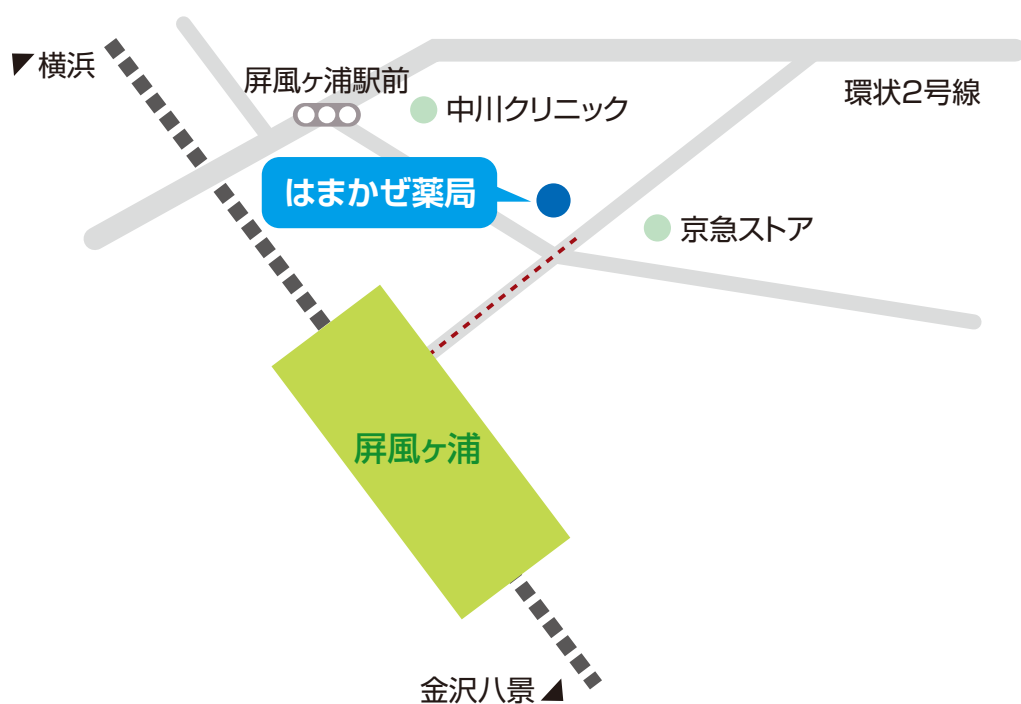 横浜
屏風ヶ浦駅前
中川クリニック
環状2号線
はまかぜ薬局
京急ストア
屏風ヶ浦
金沢八景